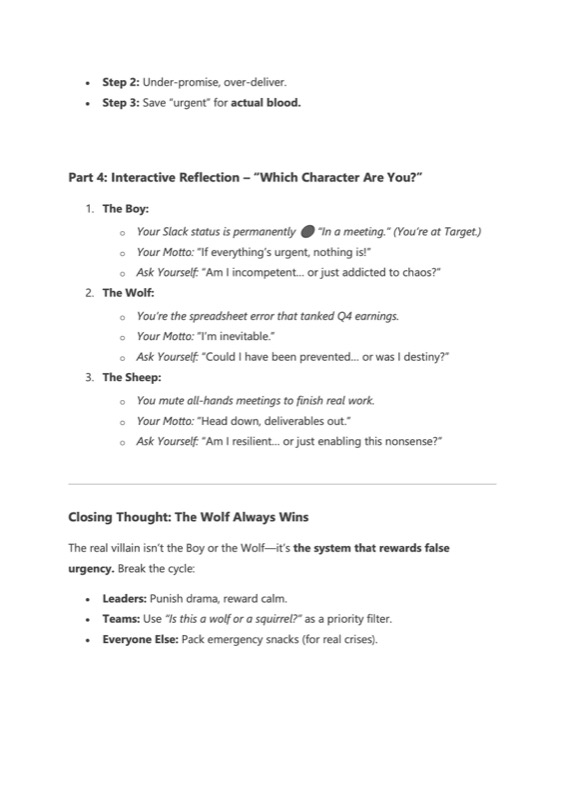 • Step 2: Under-promise, over-deliver.
• Step 3: Save "urgent" for actual blood.
Part 4: Interactive Reflection – "Which Character Are You?"
1. The Boy:
o Your Slack status is permanently "In a meeting." (You're at Target.)
o Your Motto: "If everything's urgent, nothing is!"
o Ask Yourself: "Am I incompetent... or just addicted to chaos?"
2. The Wolf:
o You're the spreadsheet error that tanked Q4 earnings.
o Your Motto: "I'm inevitable."
o Ask Yourself: "Could I have been prevented... or was I destiny?"
3. The Sheep:
o You mute all-hands meetings to finish real work.
o Your Motto: "Head down, deliverables out."
o Ask Yourself: "Am I resilient... or just enabling this nonsense?"
Closing Thought: The Wolf Always Wins
The real villain isn't the Boy or the Wolf—it's the system that rewards false
urgency. Break the cycle:
• Leaders: Punish drama, reward calm.
• Teams: Use "Is this a wolf or a squirrel?" as a priority filter.
• Everyone Else: Pack emergency snacks (for real crises).